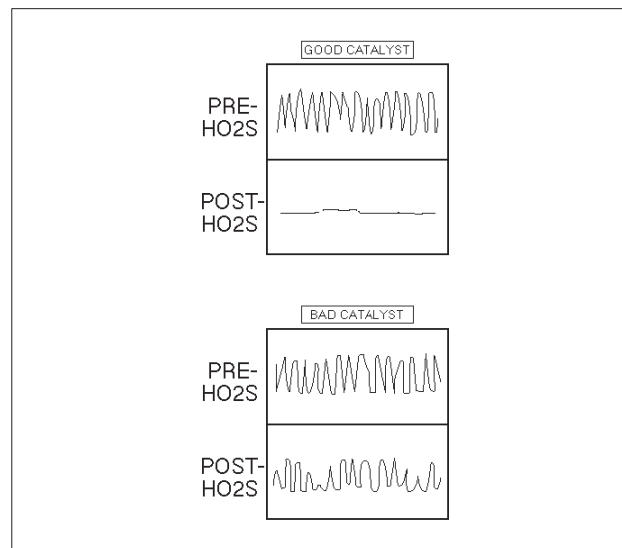 GOOD CATALYST
PRE-
HO2S
POST-
HO2S
BAD CATALYST
PRE-
HO2S
POST-
HO2S